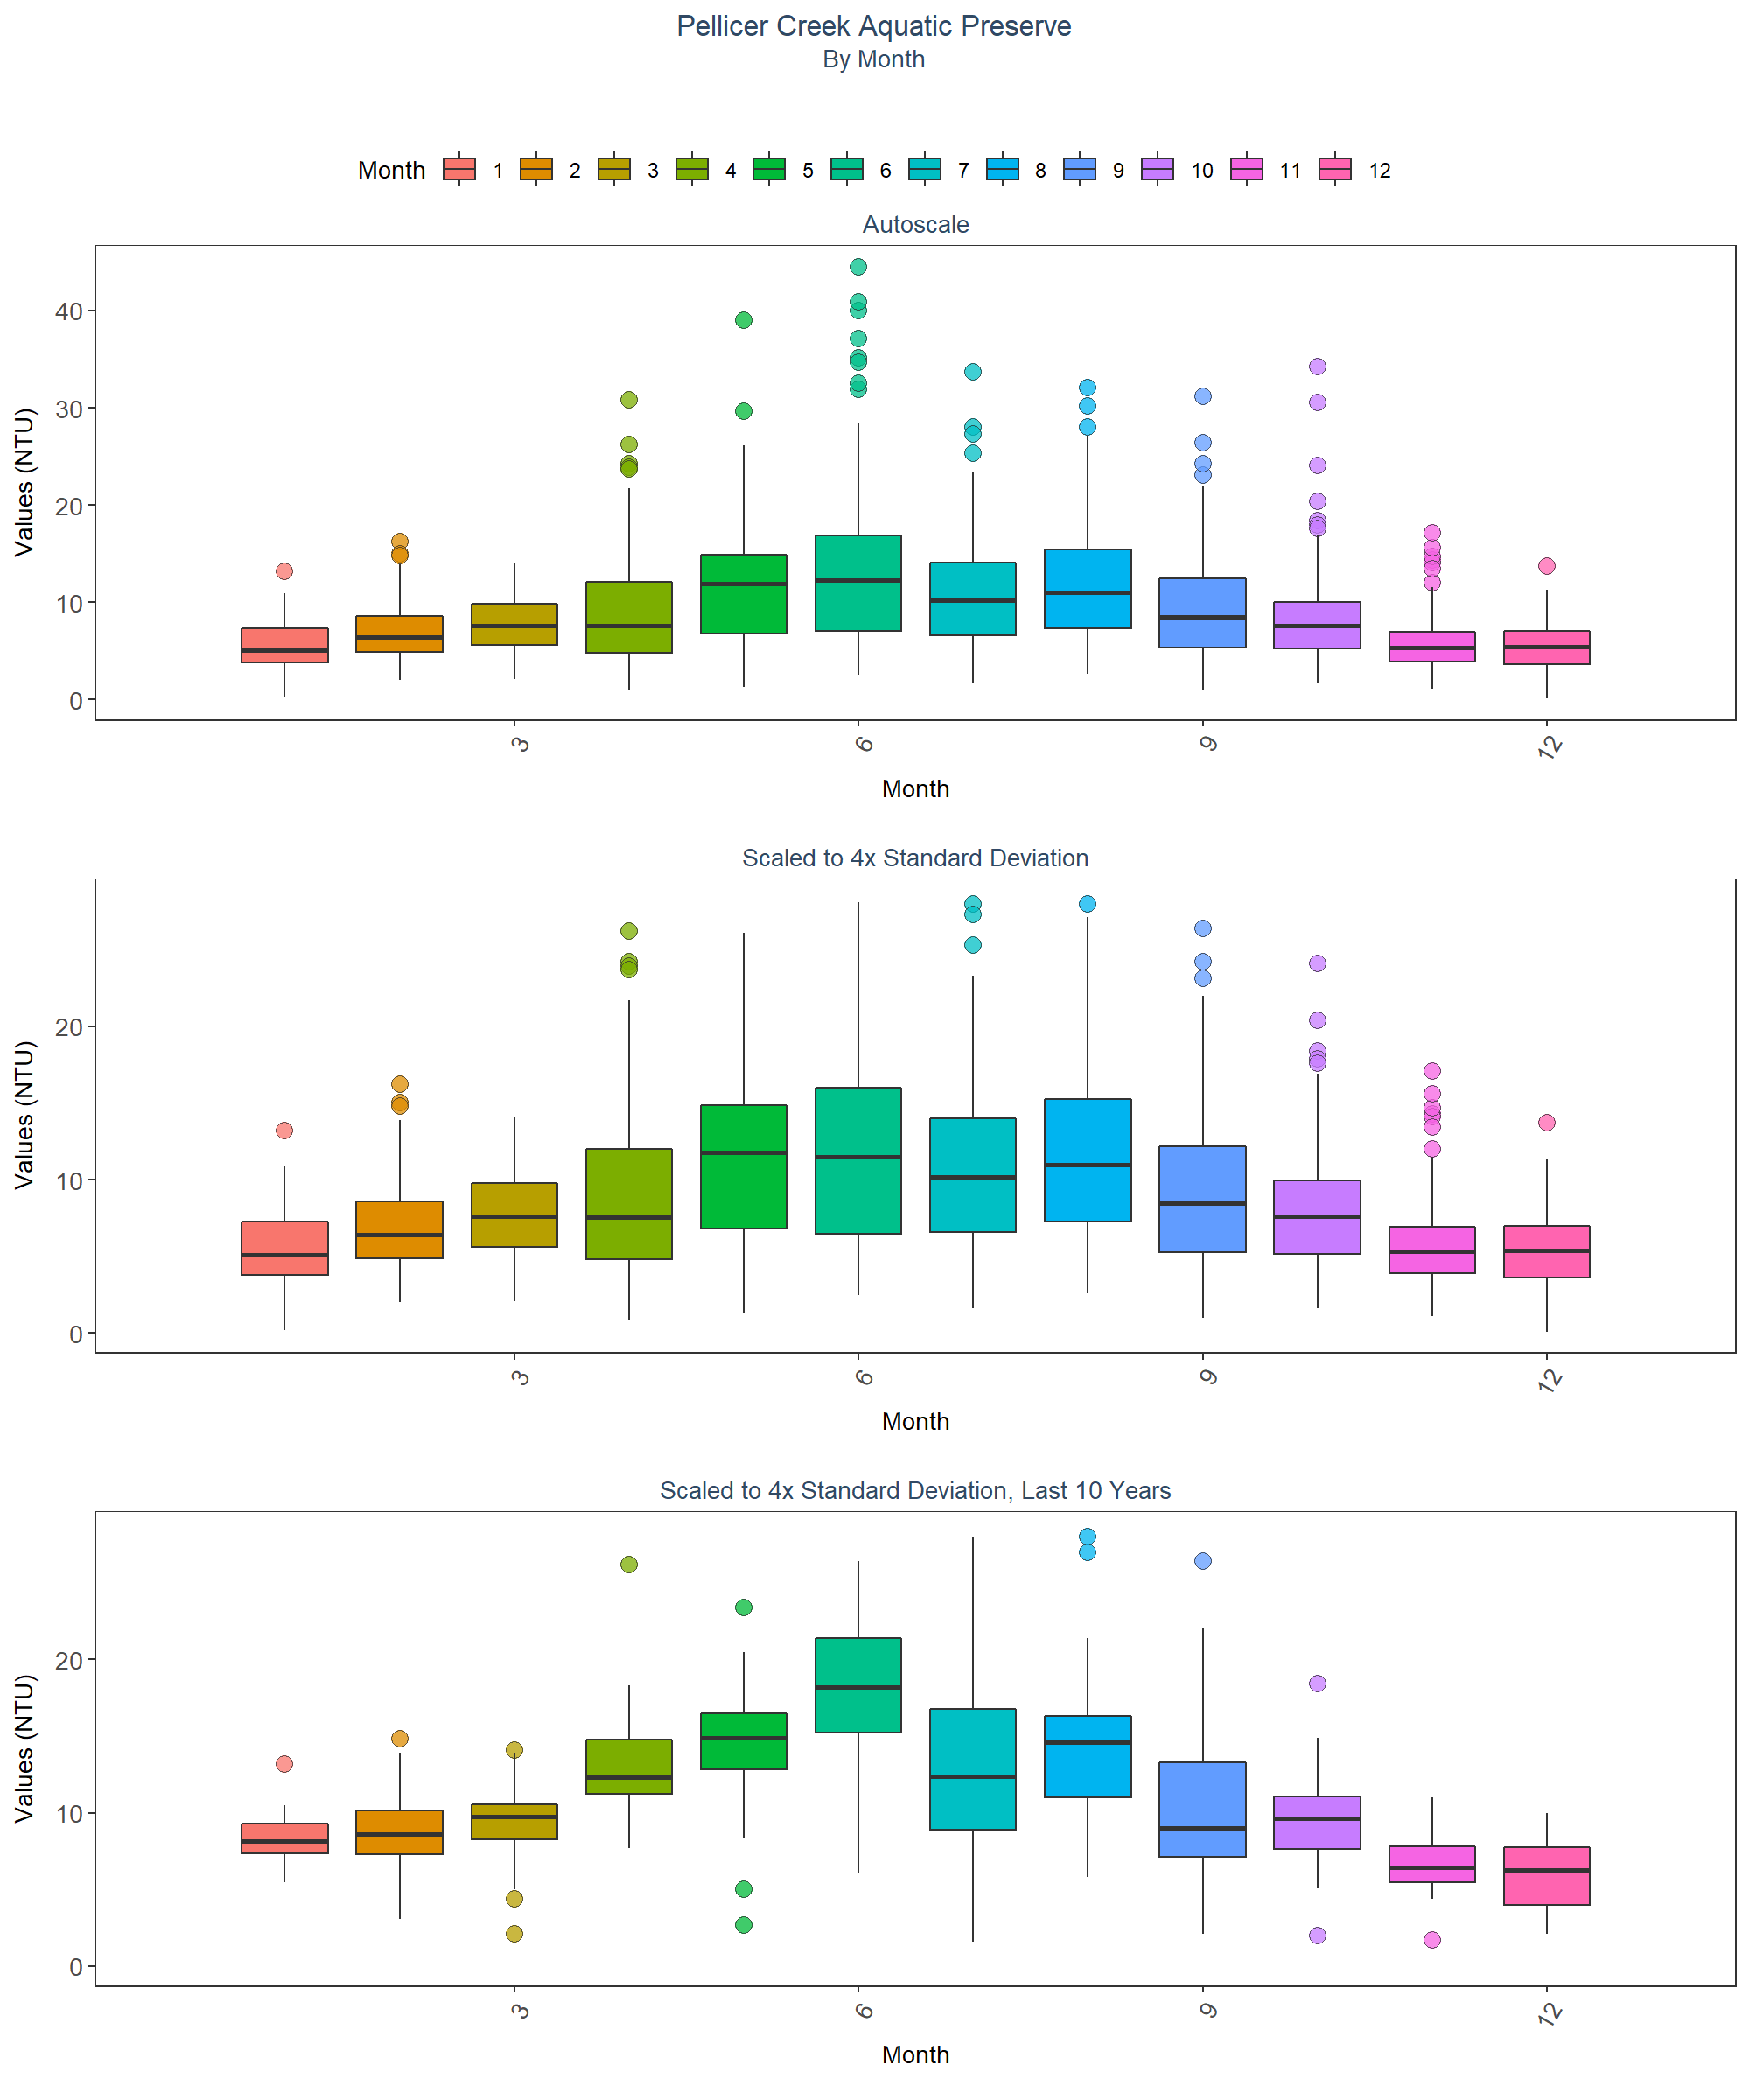 Pellicer Creek Aquatic Preserve
By Month
Month 1 2 3 4 5 6 7 8 9 10 11 12
Autoscale
Values (NTU)
40
30
20
10
0
3 6 9 12
Month
Scaled to 4x Standard Deviation
Values (NTU)
20
10
0
3 6 9 12
Month
Scaled to 4x Standard Deviation, Last 10 Years
Values (NTU)
20
10
0
3 6 9 12
Month